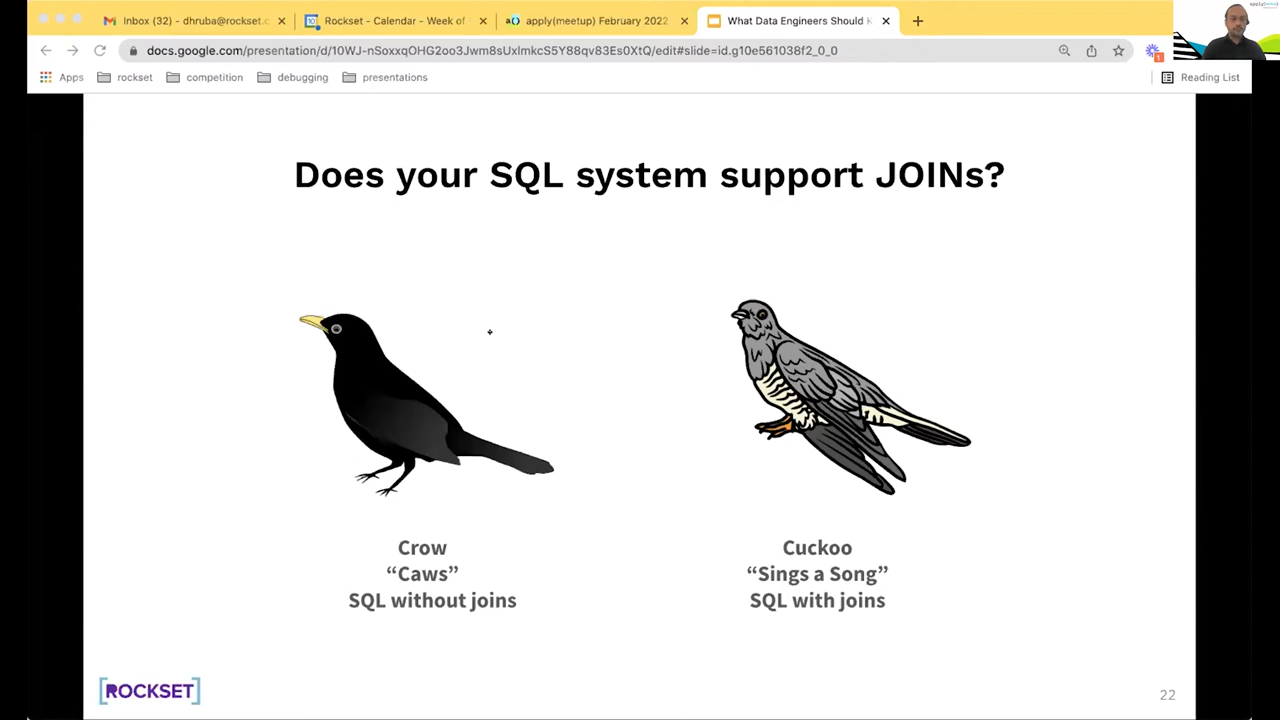 Inbox (32) - dhruba@rockset.c
Rockset - Calendar - Week of
apply(meetup) February 2022
What Data Engineers Should K
docs.google.com/presentation/d/10WJ-nSoxxqOHG2oo3Jwm8sUxlmkcS5Y88qv83Es0XtQ/edit#slide=id.g10e561038f2_0_0
Apps
rockset
competition
debugging
presentations
Reading List
Does your SQL system support JOINs?
Crow
“Caws”
SQL without joins
Cuckoo
“Sings a Song”
SQL with joins
[ROCKSET]
22